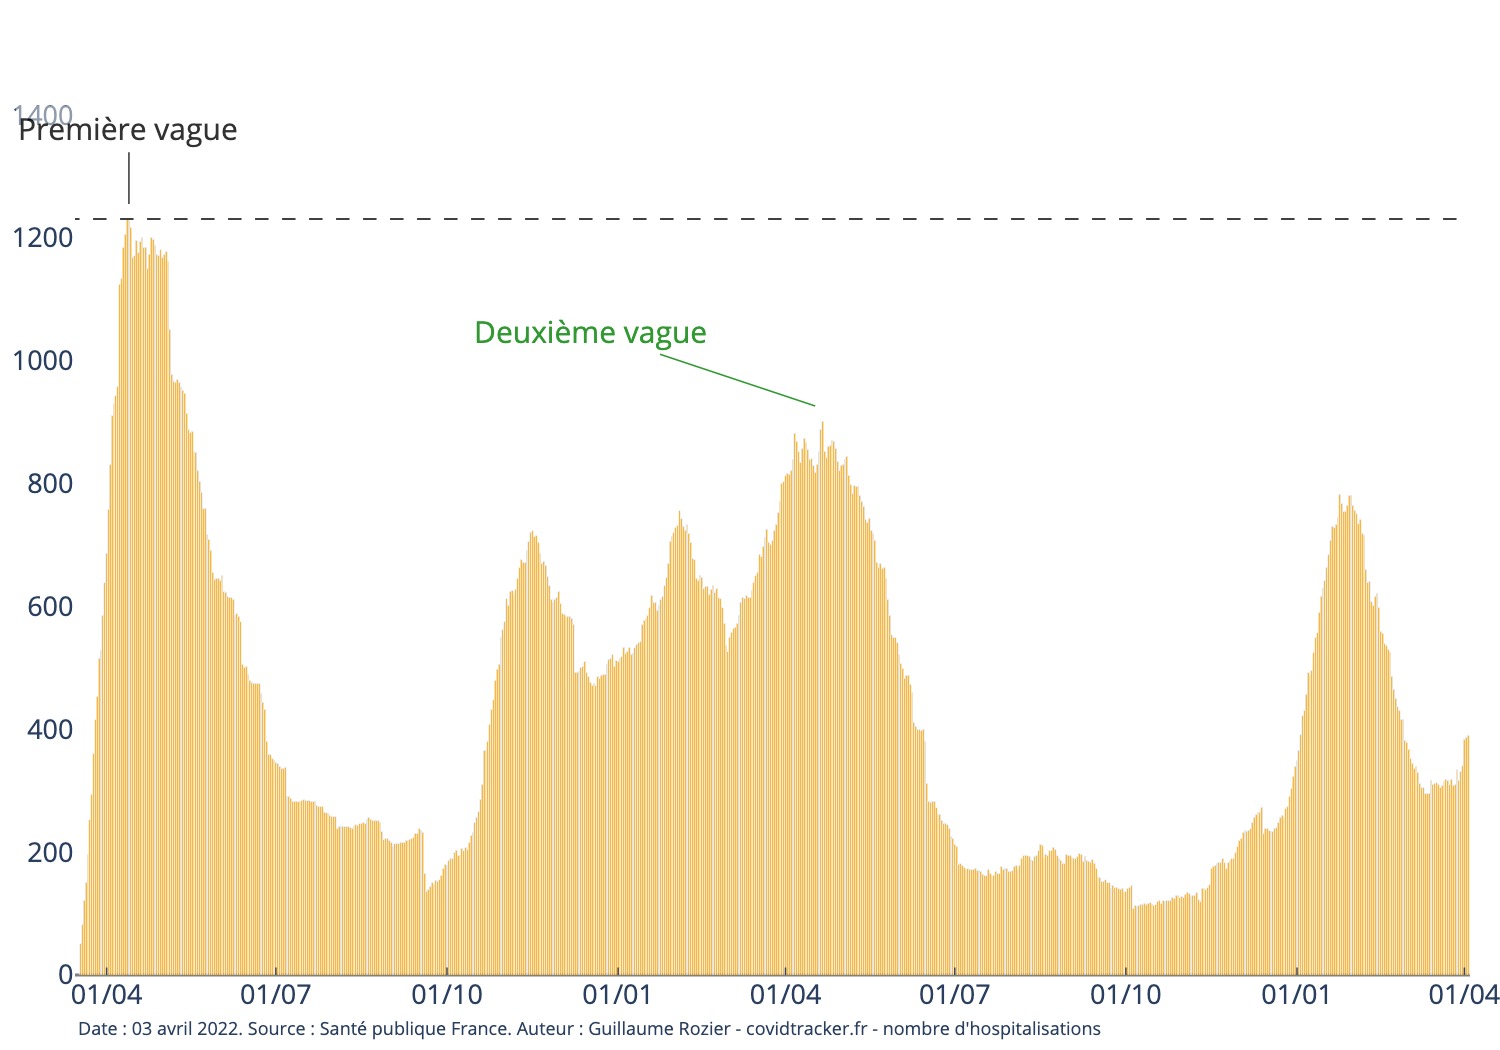 1400
Première vague
1200
1000
Deuxième vague
800
600
400
200
0
01/04 01/07 01/10 01/01 01/04 01/07 01/10 01/01 01/04
Date : 03 avril 2022. Source : Santé publique France. Auteur : Guillaume Rozier - covidtracker.fr - nombre d'hospitalisations